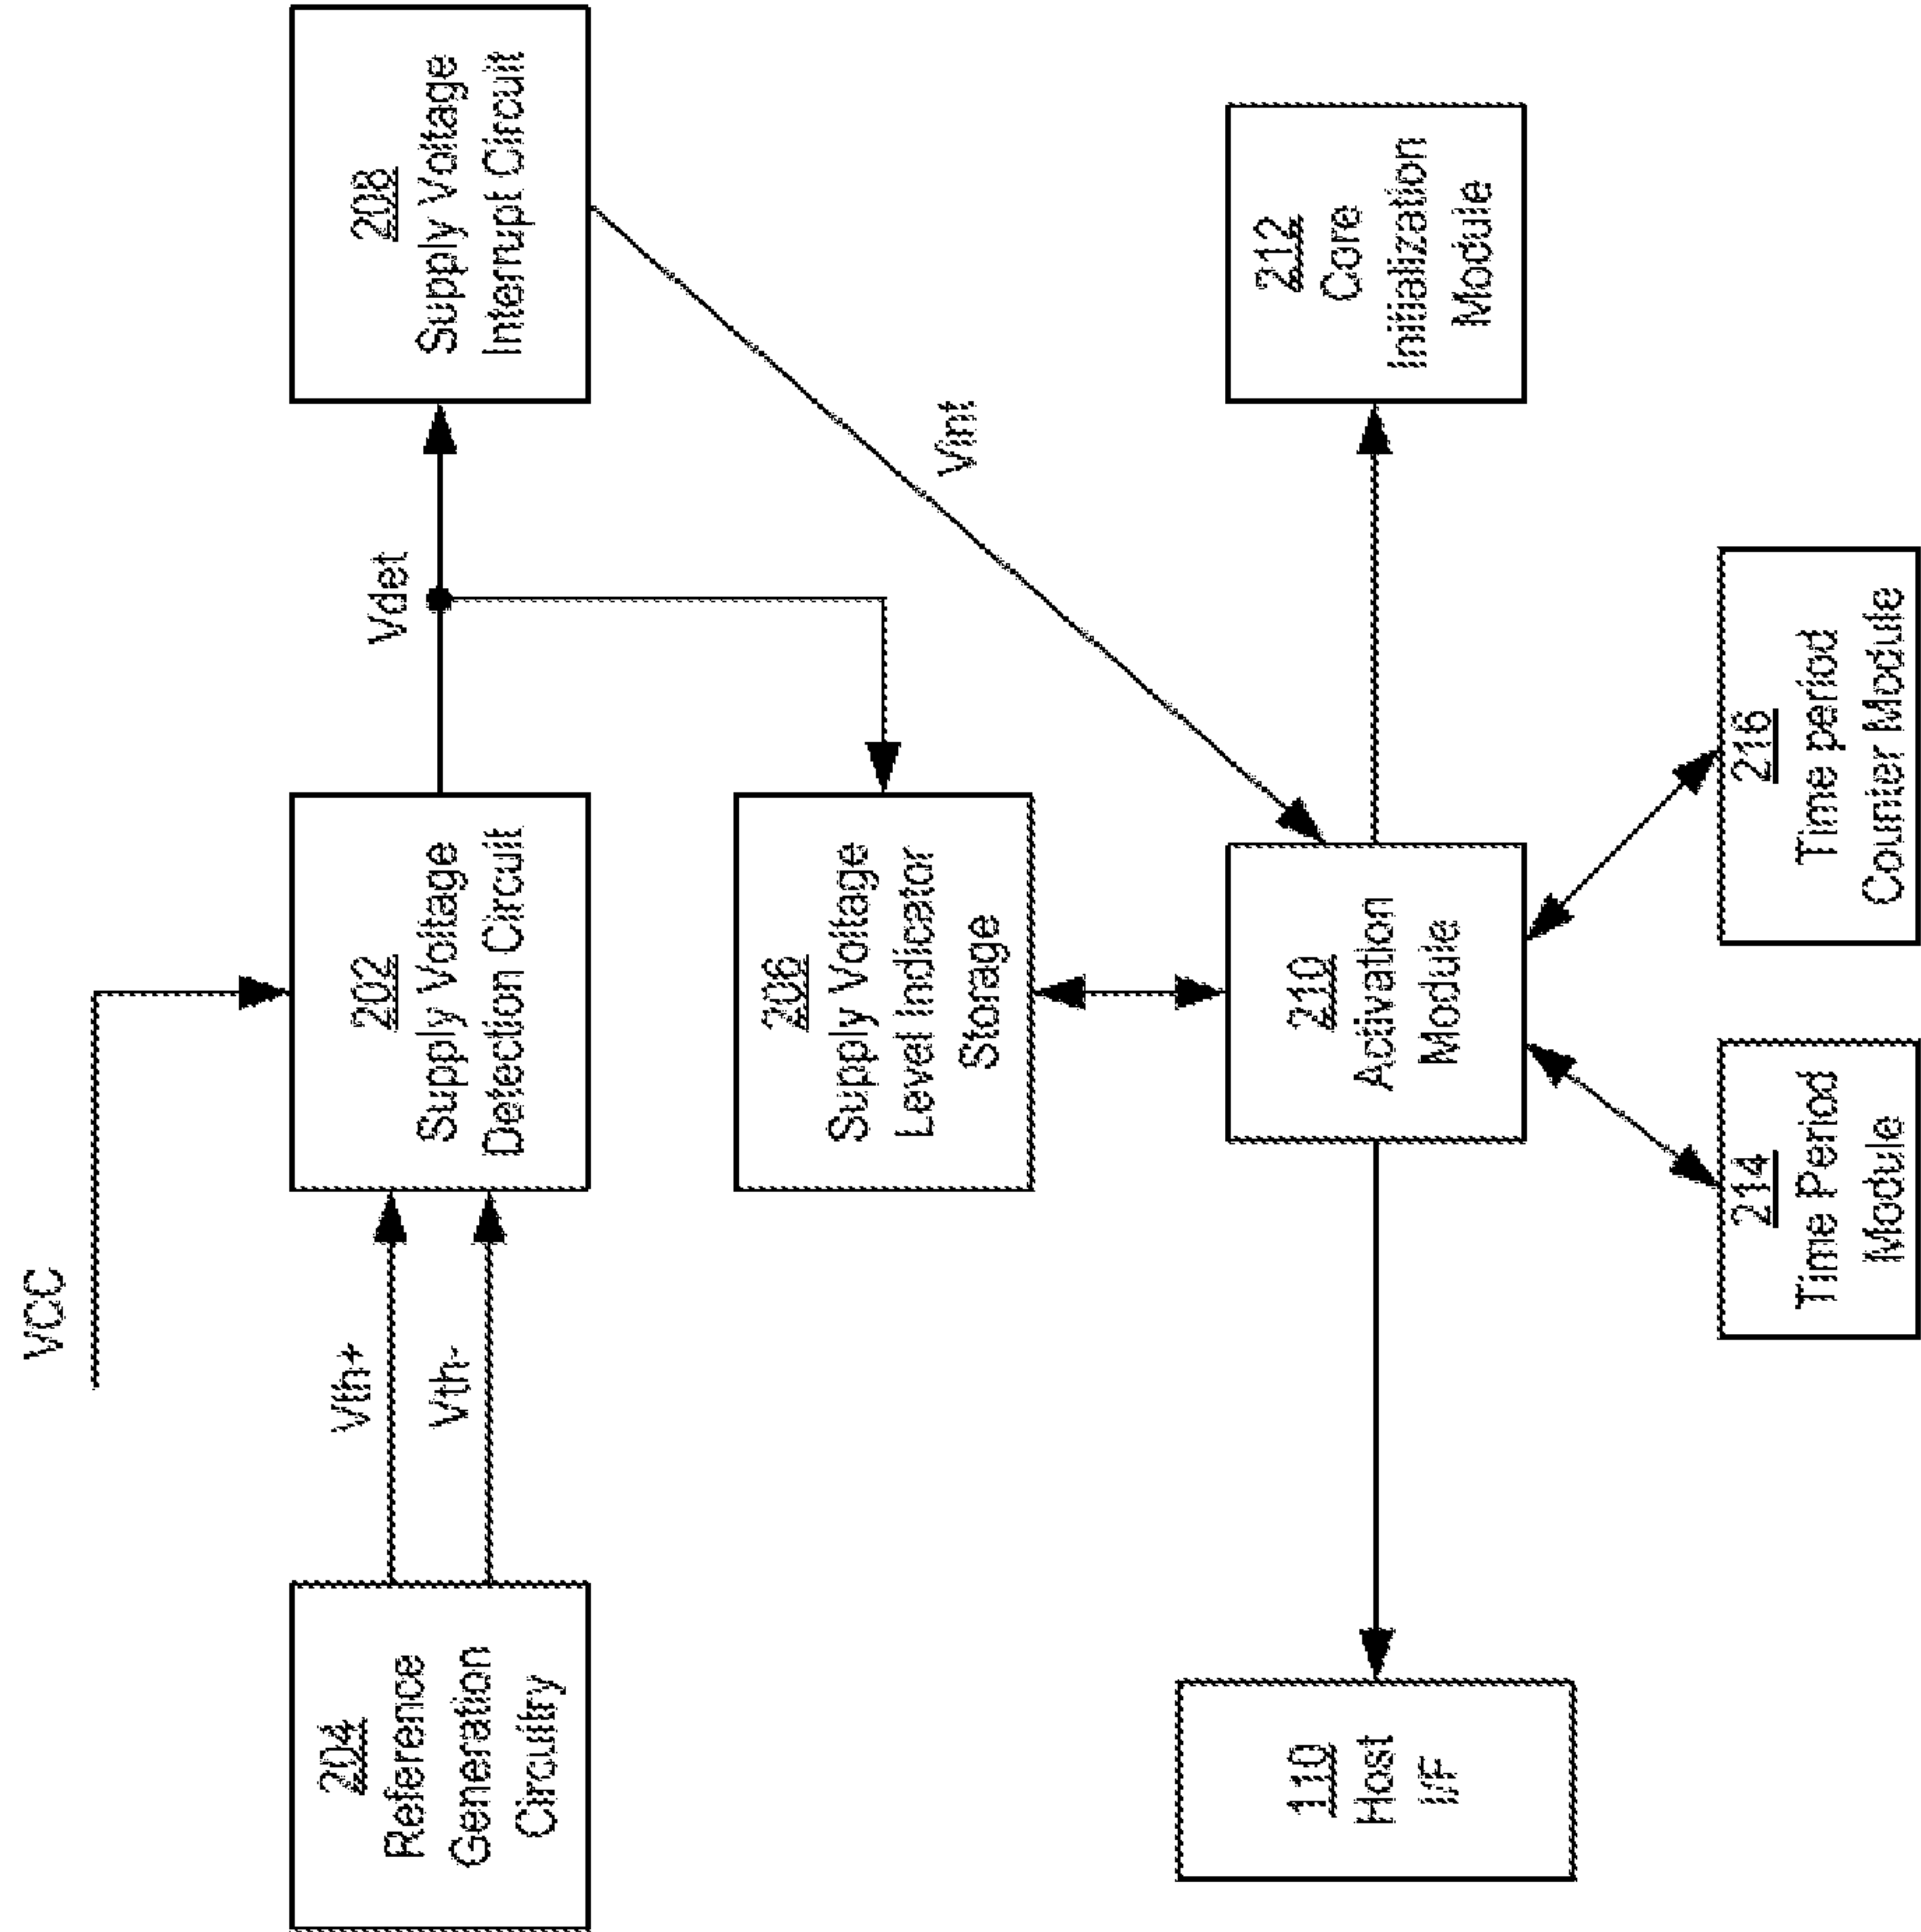 VCC
204
Reference
Generation
Circuitry
Vth+
Vth-
202
Supply Voltage
Detection Circuit
Vdet
208
Supply Voltage
Interrupt Circuit
206
Supply Voltage
Level Indicator
Storage
Vint
110
Host
I/F
210
Activation
Module
212
Core
Initialization
Module
214
Time Period
Module
216
Time period
Counter Module